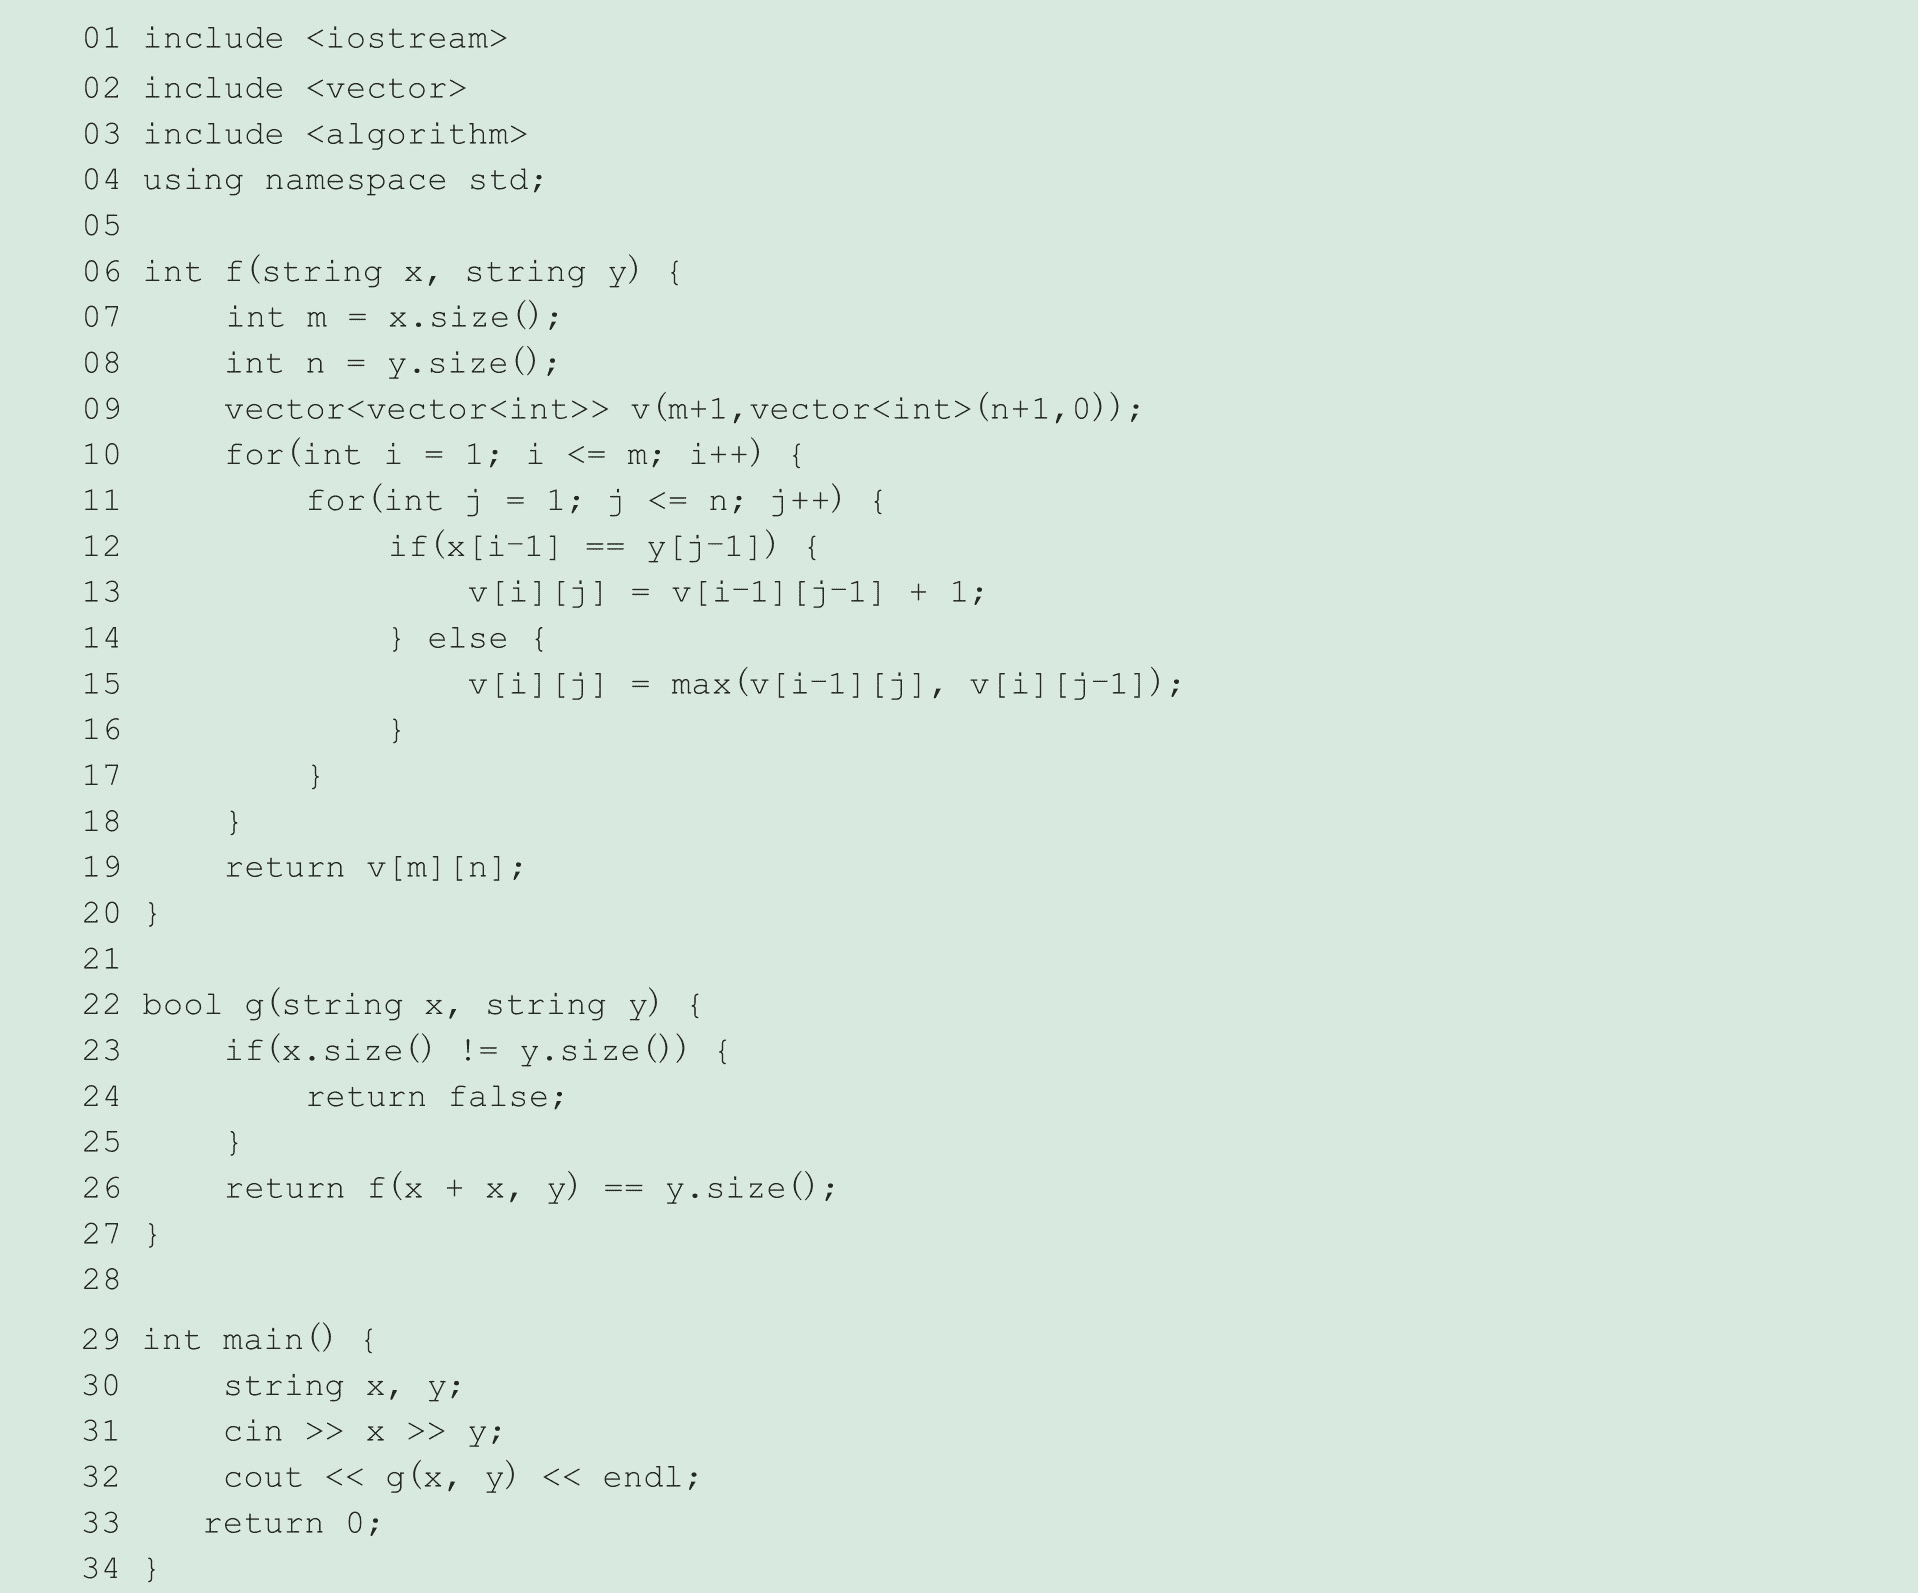 01 include <iostream>
02 include <vector>
03 include <algorithm>
04 using namespace std;
05
06 int f(string x, string y) {
07     int m = x.size();
08     int n = y.size();
09     vector<vector<int>> v(m+1,vector<int>(n+1,0));
10     for(int i = 1; i <= m; i++) {
11         for(int j = 1; j <= n; j++) {
12             if(x[i-1] == y[j-1]) {
13                 v[i][j] = v[i-1][j-1] + 1;
14             } else {
15                 v[i][j] = max(v[i-1][j], v[i][j-1]);
16             }
17         }
18     }
19     return v[m][n];
20 }
21
22 bool g(string x, string y) {
23     if(x.size() != y.size()) {
24         return false;
25     }
26     return f(x + x, y) == y.size();
27 }
28
29 int main() {
30     string x, y;
31     cin >> x >> y;
32     cout << g(x, y) << endl;
33    return 0;
34 }